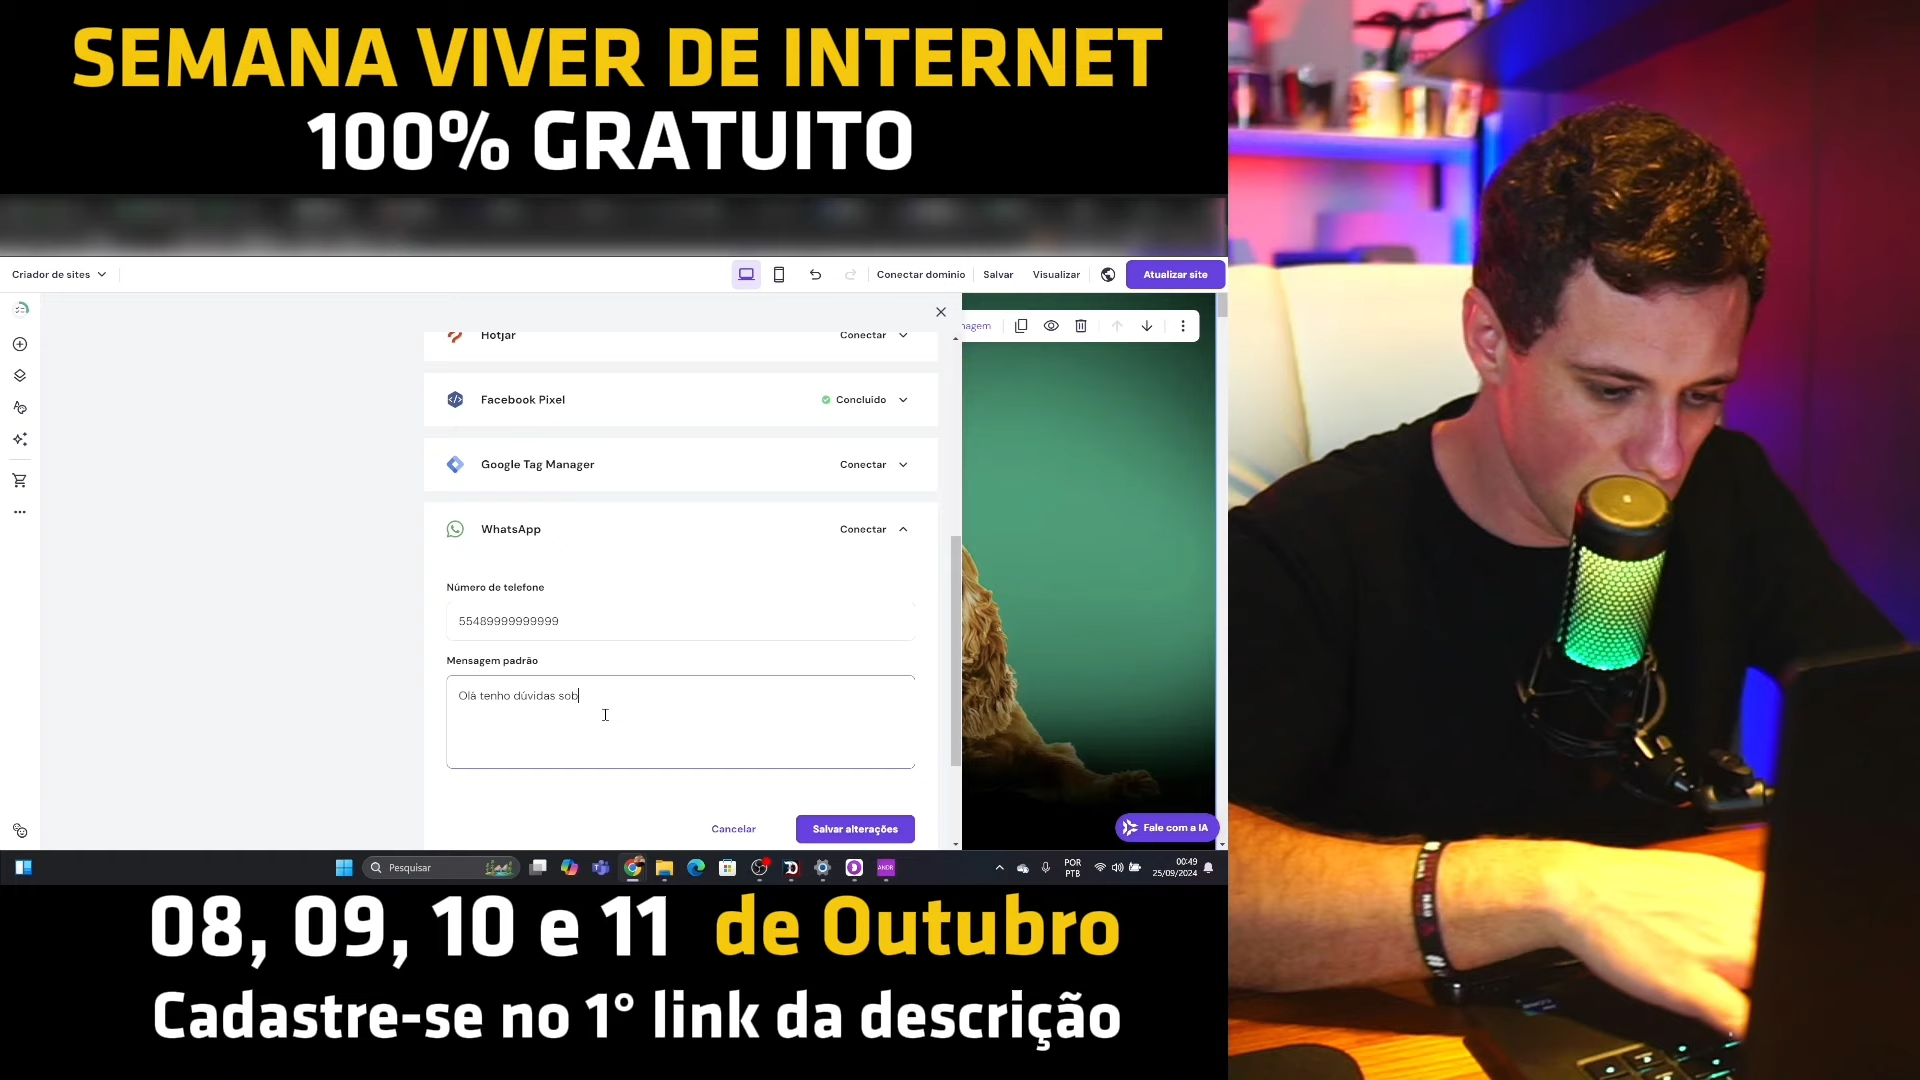 SEMANA VIVER DE INTERNET
100% GRATUITO
Criador de sites
Conectar domínio
Salvar
Visualizar
Atualizar site
Hotjar
Conectar
Facebook Pixel
Concluído
Google Tag Manager
Conectar
WhatsApp
Conectar
Número de telefone
55489999999999
Mensagem padrão
Olá tenho dúvidas sob
Cancelar
Salvar alterações
Fale com a IA
Pesquisar
ANDR
POR
PTB
00:49
25/09/2024
08, 09, 10 e 11 de Outubro
Cadastre-se no 1° link da descrição